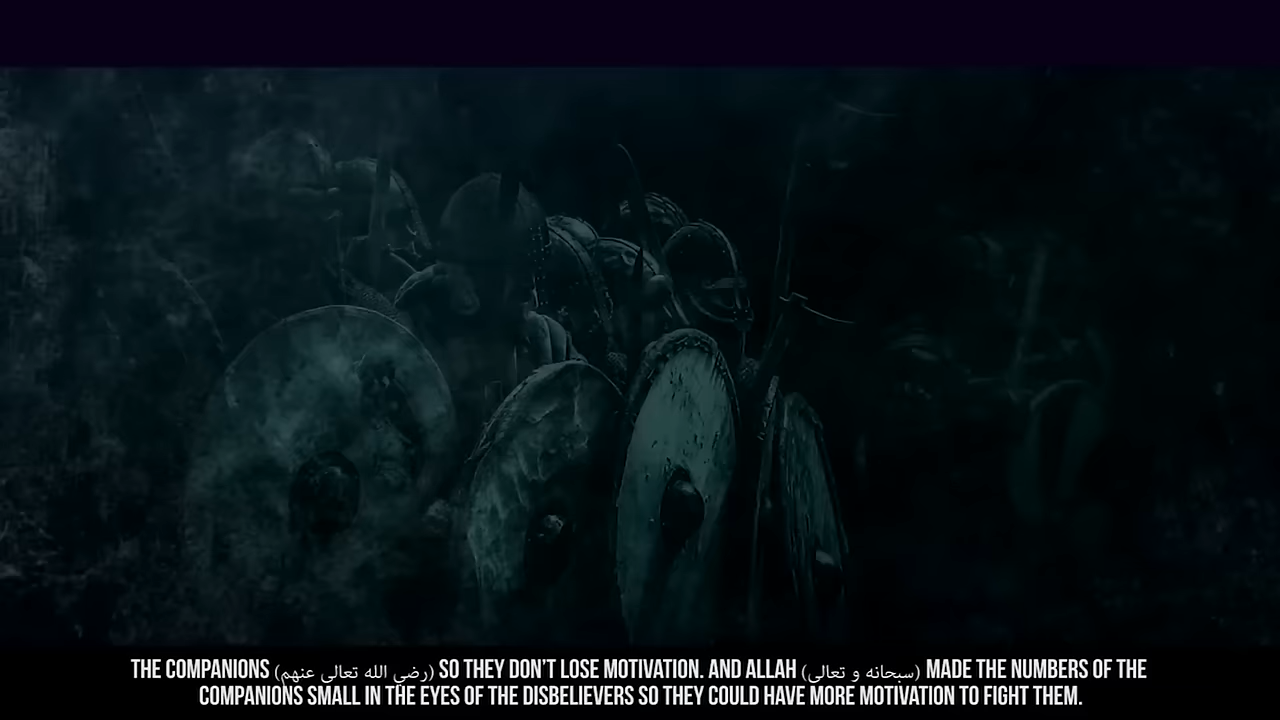 THE COMPANIONS (رضي الله تعالى عنهم) SO THEY DON'T LOSE MOTIVATION. AND ALLAH (سبحانه و تعالى) MADE THE NUMBERS OF THE
COMPANIONS SMALL IN THE EYES OF THE DISBELIEVERS SO THEY COULD HAVE MORE MOTIVATION TO FIGHT THEM.